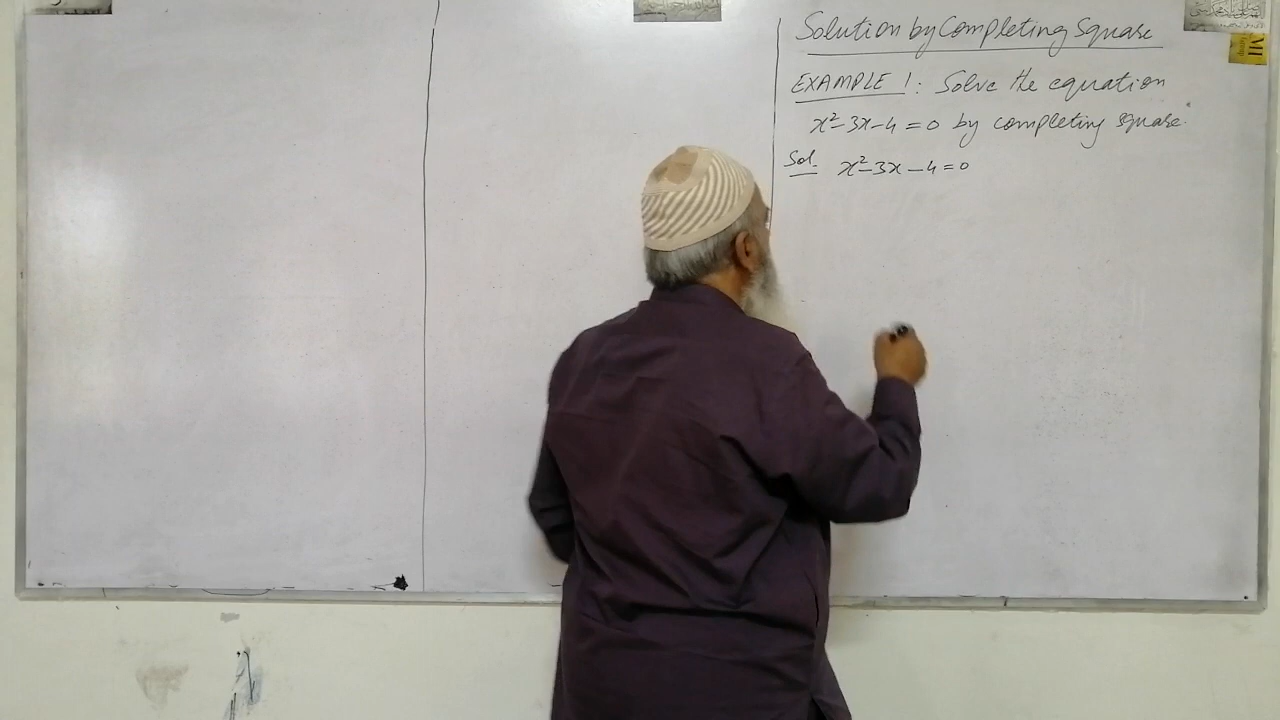 Solution by Completing Square
EXAMPLE 1: Solve the equation
x²-3x-4=0 by completing square.
Sol. x²-3x-4=0